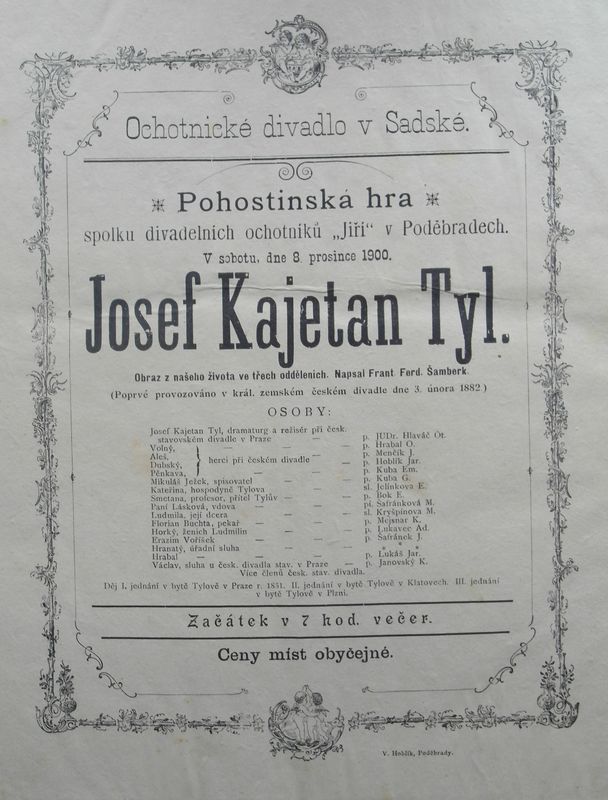 Ochotnické divadlo v Sadské.
Pohostinská hra
spolku divadelních ochotníků „Jiří“ v Poděbradech.
V sobotu, dne 8. prosince 1900.
Josef Kajetan Tyl.
Obraz z našeho života ve třech odděleních. Napsal Frant. Ferd. Šamberk.
(Poprvé provozováno v král. zemském českém divadle dne 3. února 1882.)
OSOBY:
Josef Kajetan Tyl, dramaturg a režisér při česk.
stavovském divadle v Praze — — p. JUDr. Hlaváč Ot.
Volný, — — — p. Hrabal O.
Aleš, p. Menčík J.
herci při českém divadle
Dubský, — p. Hoblík Jar.
Pěnkava, — — — p. Kuba Em.
Mikuláš Ježek, spisovatel — — — p. Kuba G.
Kateřina, hospodyně Tylova — — — sl. Jelínkova E.
Smetana, profesor, přítel Tylův — — — p. Bok E.
Paní Lásková, vdova — — — — pí. Šafránková M.
Ludmila, její dcera — — — — sl. Kryšpínova M.
Florian Buchta, pekař — — — — p. Mejsnar K.
Horký, ženich Ludmilin — — — — p. Lukavec Ad.
Erazim Voříšek — — — — p. Šafránek J.
Hranatý, úřadní sluha — — — — * *
Hrabal — — — — — p. Lukáš Jar.
Václav, sluha u česk. divadla stav. v Praze — — p. Janovský K.
Více členů česk. stav. divadla.
Děj I. jednání v bytě Tylově v Praze r. 1851. II. jednání v bytě Tylově v Klatovech. III. jednání
v bytě Tylově v Plzni.
Začátek v 7 hod. večer.
Ceny míst obyčejné.
V. Hoblík, Poděbrady.